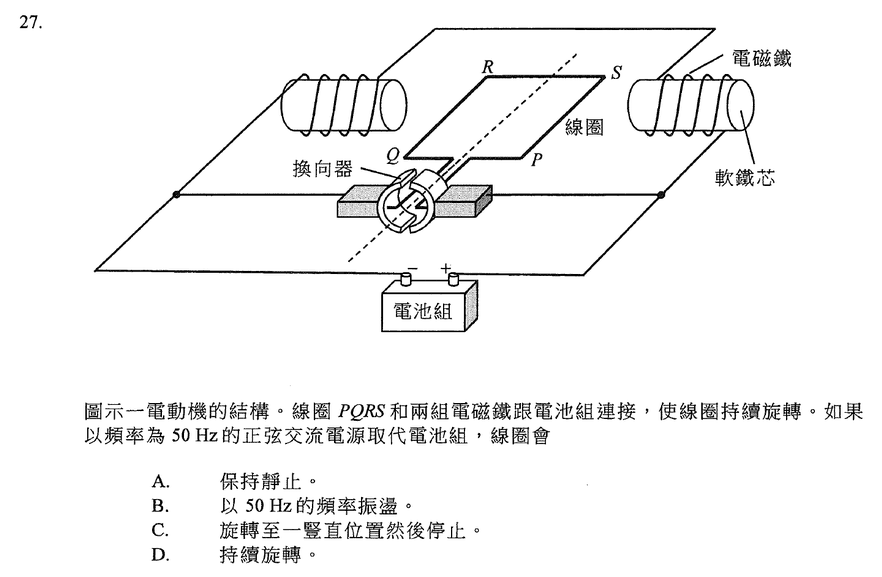 27.
電磁鐵
R
S
線圈
Q
P
換向器
軟鐵芯
− +
電池組
圖示一電動機的結構。線圈 PQRS 和兩組電磁鐵跟電池組連接，使線圈持續旋轉。如果
以頻率為 50 Hz 的正弦交流電源取代電池組，線圈會
A. 保持靜止。
B. 以 50 Hz 的頻率振盪。
C. 旋轉至一豎直位置然後停止。
D. 持續旋轉。